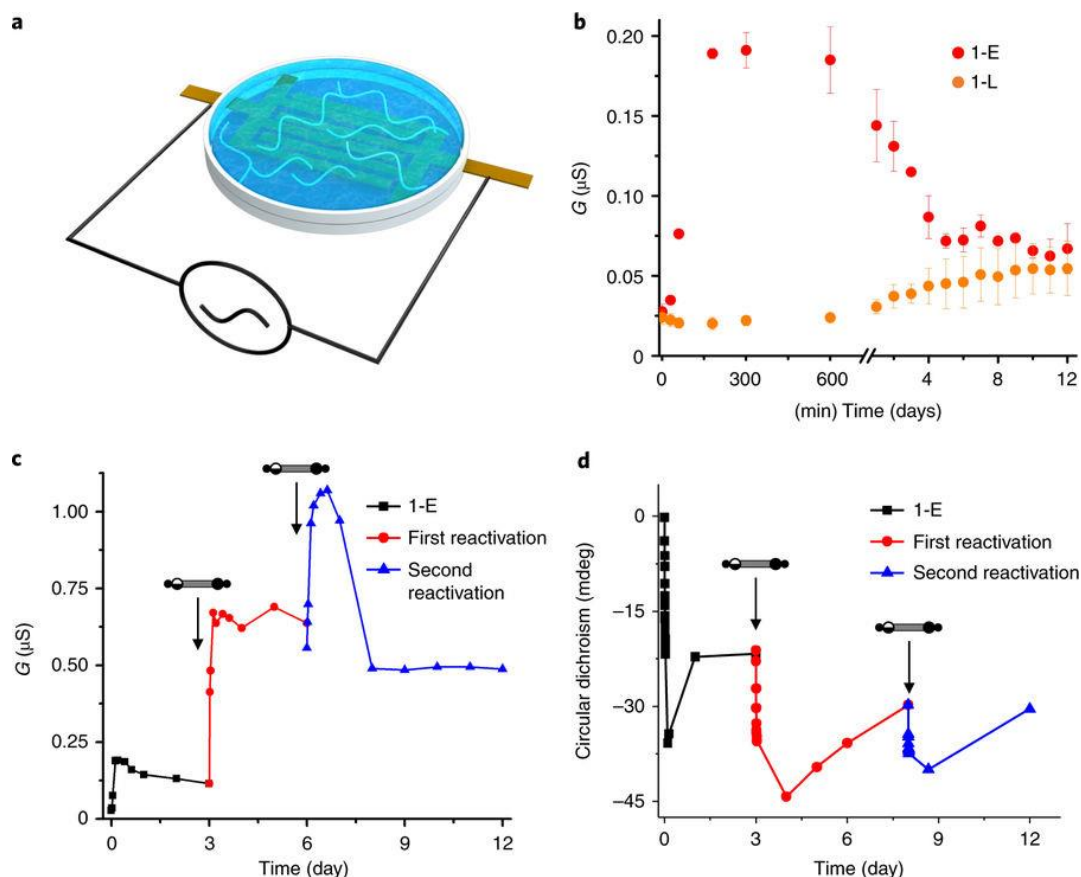 a
b
0.20
0.15
0.10
0.05
0
G (µS)
1-E
1-L
0
300
600
4
8
12
(min) Time (days)
c
1.00
0.75
0.50
0.25
0
G (µS)
1-E
First reactivation
Second
reactivation
0
3
6
9
12
Time (day)
d
0
−15
−30
−45
Circular dichroism (mdeg)
1-E
First reactivation
Second reactivation
0
3
6
9
12
Time (day)